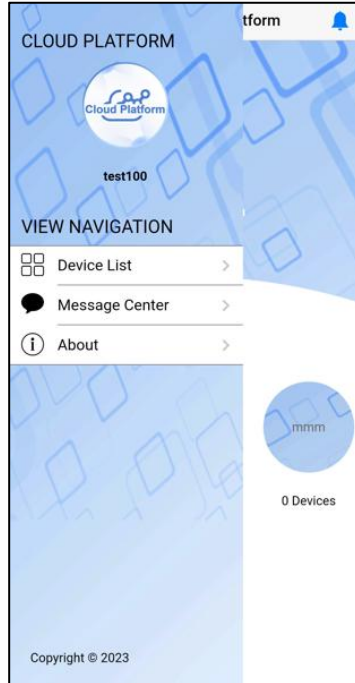 CLOUD PLATFORM
Cloud Platform
test100
VIEW NAVIGATION
Device List
Message Center
About
Copyright © 2023
tform
mmm
0 Devices